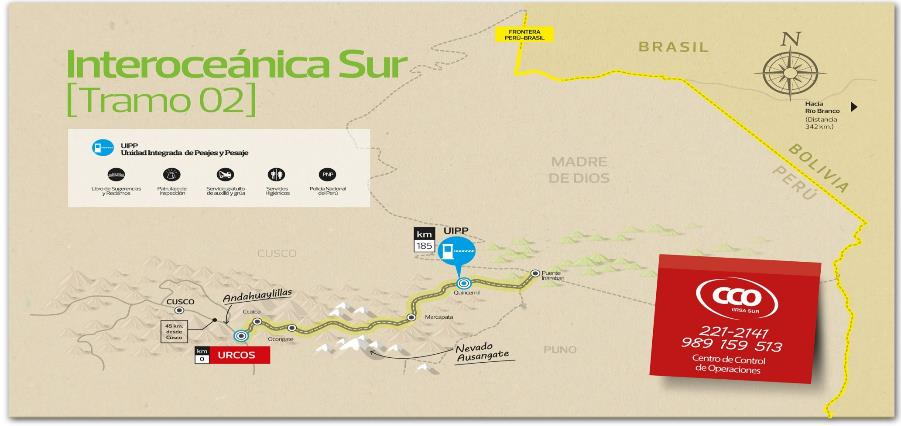 Interoceánica Sur
[Tramo 02]
UIPP
Unidad Integrada de Peajes y Pesaje
Libro de Sugerencias
y Reclamos
Patrullaje de
inspección
Servicio gratuito
de auxilio y grúa
Servicios
Higiénicos
PNP
Policía Nacional
del Perú
FRONTERA
PERÚ-BRASIL
BRASIL
N
Hacia
Río Branco
(Distancia
342 km.)
BOLIVIA
PERÚ
MADRE
DE DIOS
km
185
UIPP
CUSCO
Puente
Inambari
Quincemil
Marcapata
CUSCO
Andahuaylillas
45 km.
desde
Cusco
Ocongate
km
0
URCOS
Nevado
Ausangate
PUNO
CCO
IIRSA SUR
221-2141
989 159 513
Centro de Control
de Operaciones